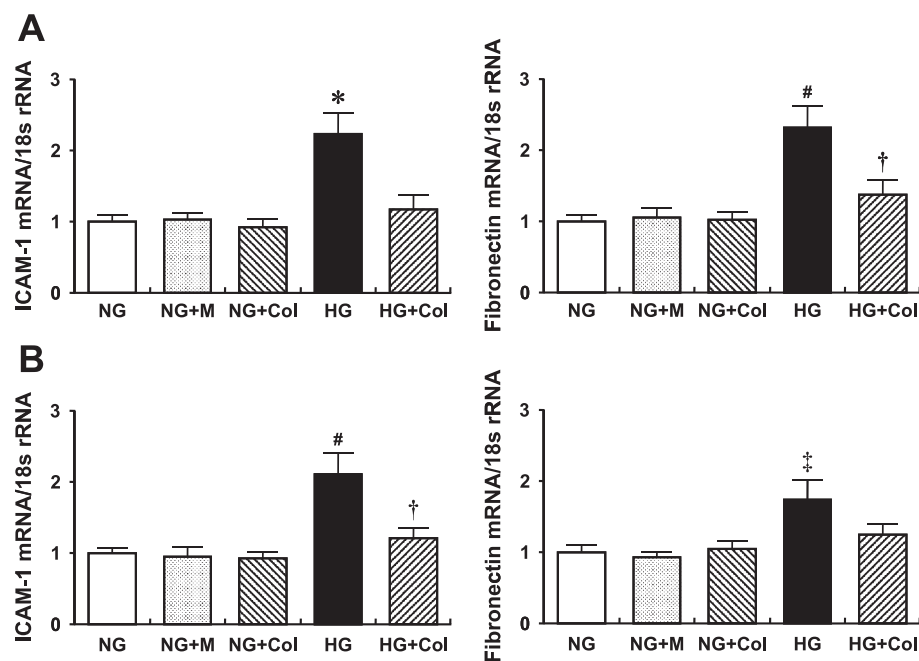 A
ICAM-1 mRNA/18s rRNA
3
2
1
0
*
NG NG+M NG+Col HG HG+Col
Fibronectin mRNA/18s rRNA
3
2
1
0
#
†
NG NG+M NG+Col HG HG+Col
B
ICAM-1 mRNA/18s rRNA
3
2
1
0
#
†
NG NG+M NG+Col HG HG+Col
Fibronectin mRNA/18s rRNA
3
2
1
0
‡
NG NG+M NG+Col HG HG+Col